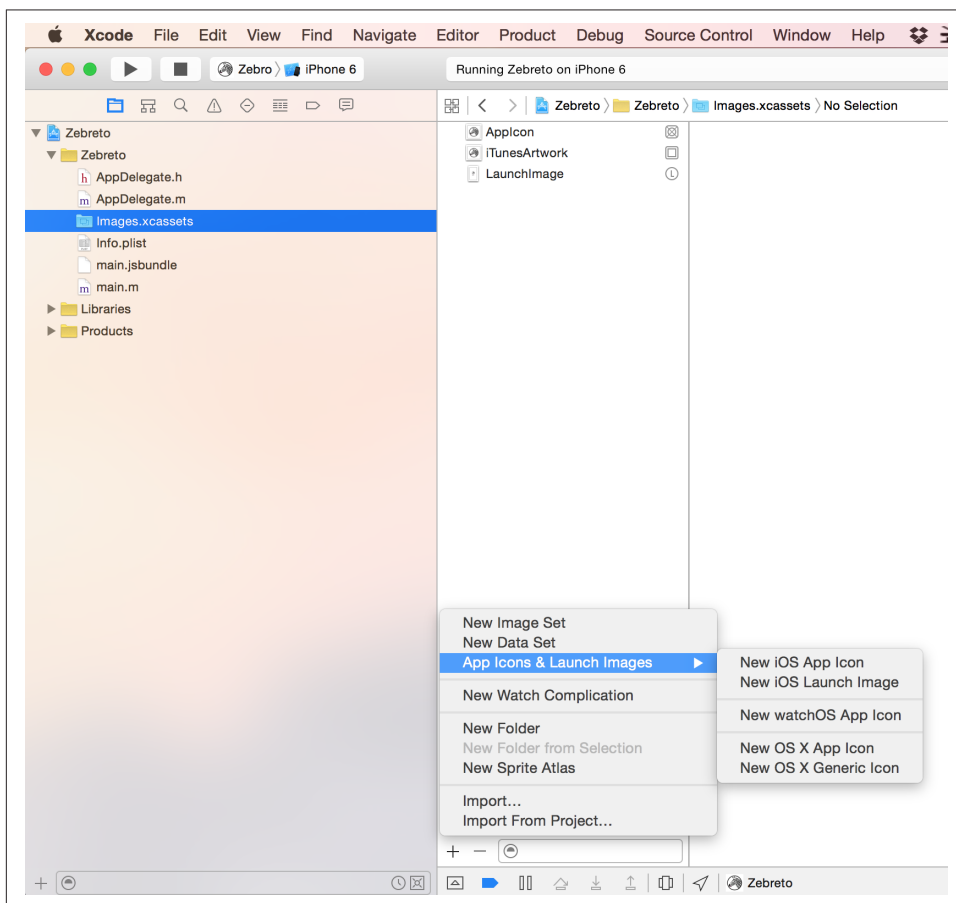 Xcode File Edit View Find Navigate Editor Product Debug Source Control Window Help
Zebro iPhone 6 Running Zebreto on iPhone 6
Zebreto Zebreto Images.xcassets No Selection
Zebreto
Zebreto
h AppDelegate.h
m AppDelegate.m
Images.xcassets
Info.plist
main.jsbundle
m main.m
Libraries
Products
AppIcon
iTunesArtwork
LaunchImage L
New Image Set
New Data Set
App Icons & Launch Images
New Watch Complication
New Folder
New Folder from Selection
New Sprite Atlas
Import...
Import From Project...
New iOS App Icon
New iOS Launch Image
New watchOS App Icon
New OS X App Icon
New OS X Generic Icon
Zebreto